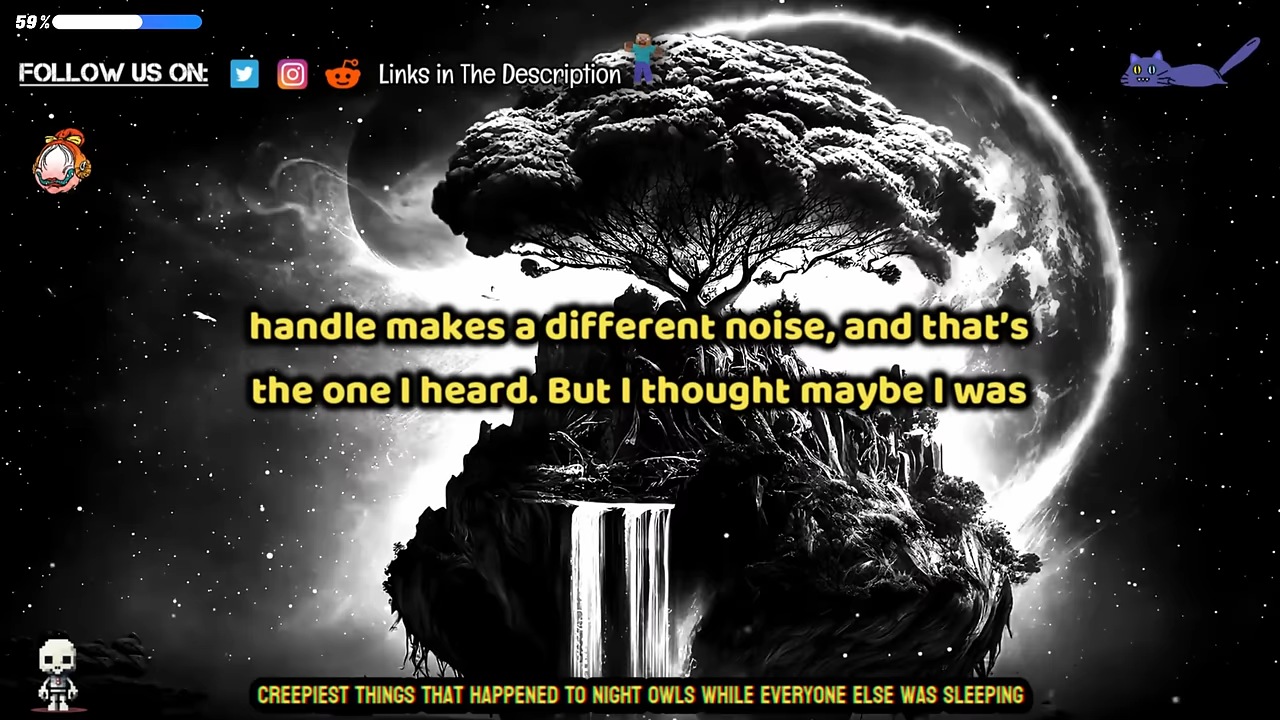 59%
FOLLOW US ON:
Links in The Description
handle makes a different noise, and that's
the one I heard. But I thought maybe I was
CREEPIEST THINGS THAT HAPPENED TO NIGHT OWLS WHILE EVERYONE ELSE WAS SLEEPING